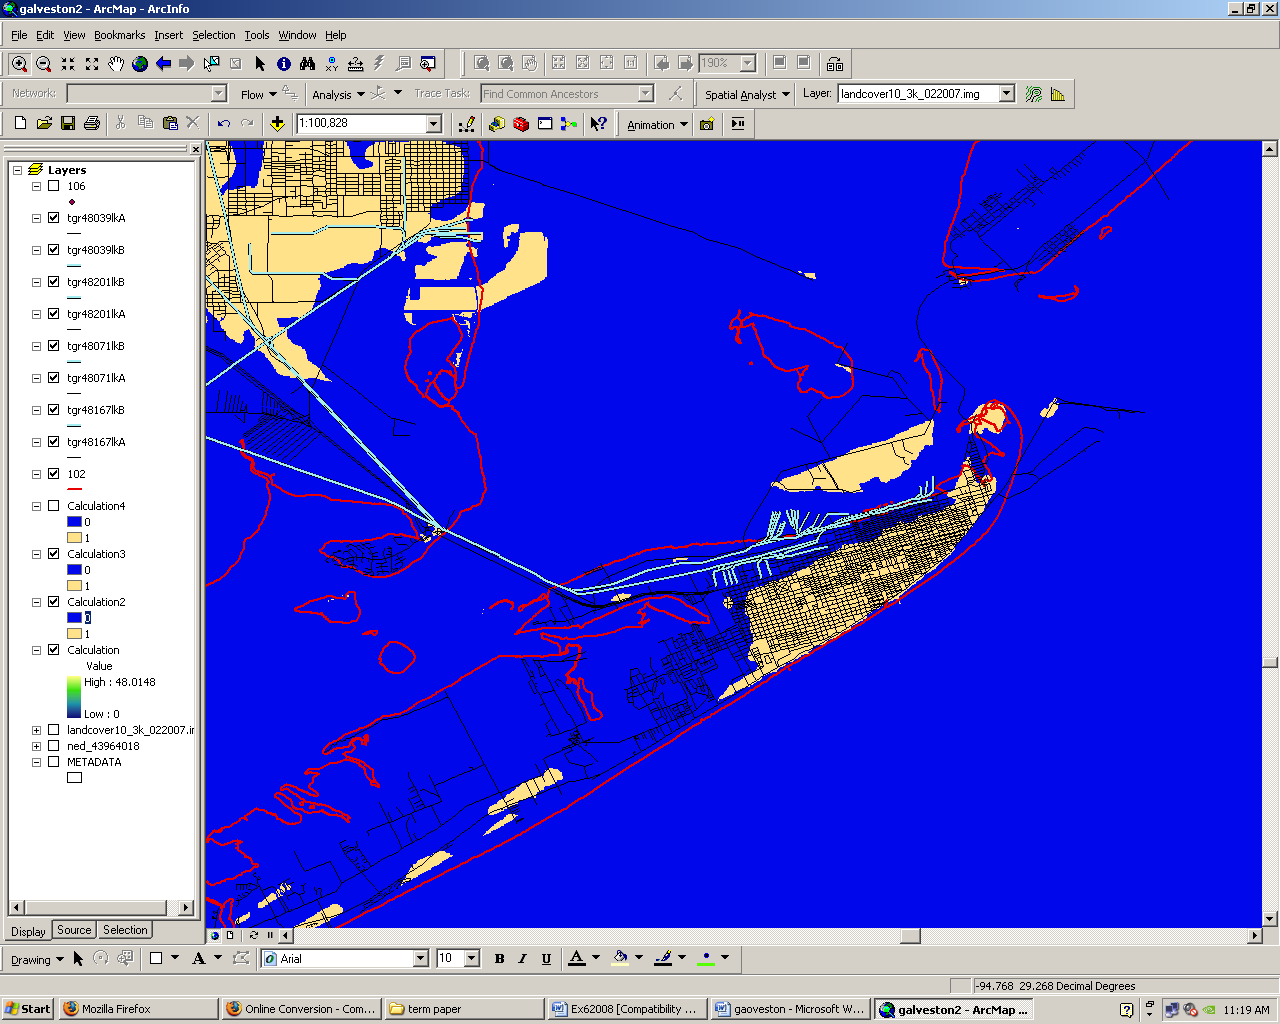 galveston2 - ArcMap - ArcInfo
File Edit View Bookmarks Insert Selection Tools Window Help
190%
Network: Flow Analysis Trace Task: Find Common Ancestors Spatial Analyst Layer: landcover10_3k_022007.img
1:100,828 Animation
Layers
106
tgr48039lkA
tgr48039lkB
tgr48201lkB
tgr48201lkA
tgr48071lkB
tgr48071lkA
tgr48167lkB
tgr48167lkA
102
Calculation4
0
1
Calculation3
0
1
Calculation2
0
1
Calculation
Value
High : 48.0148
Low : 0
landcover10_3k_022007.ir
ned_43964018
METADATA
Display Source Selection
Drawing A Arial 10 B I U A
-94.768 29.268 Decimal Degrees
Start Mozilla Firefox Online Conversion - Com... term paper Ex62008 [Compatibility ... gaoveston - Microsoft W... galveston2 - ArcMap ... 11:19 AM